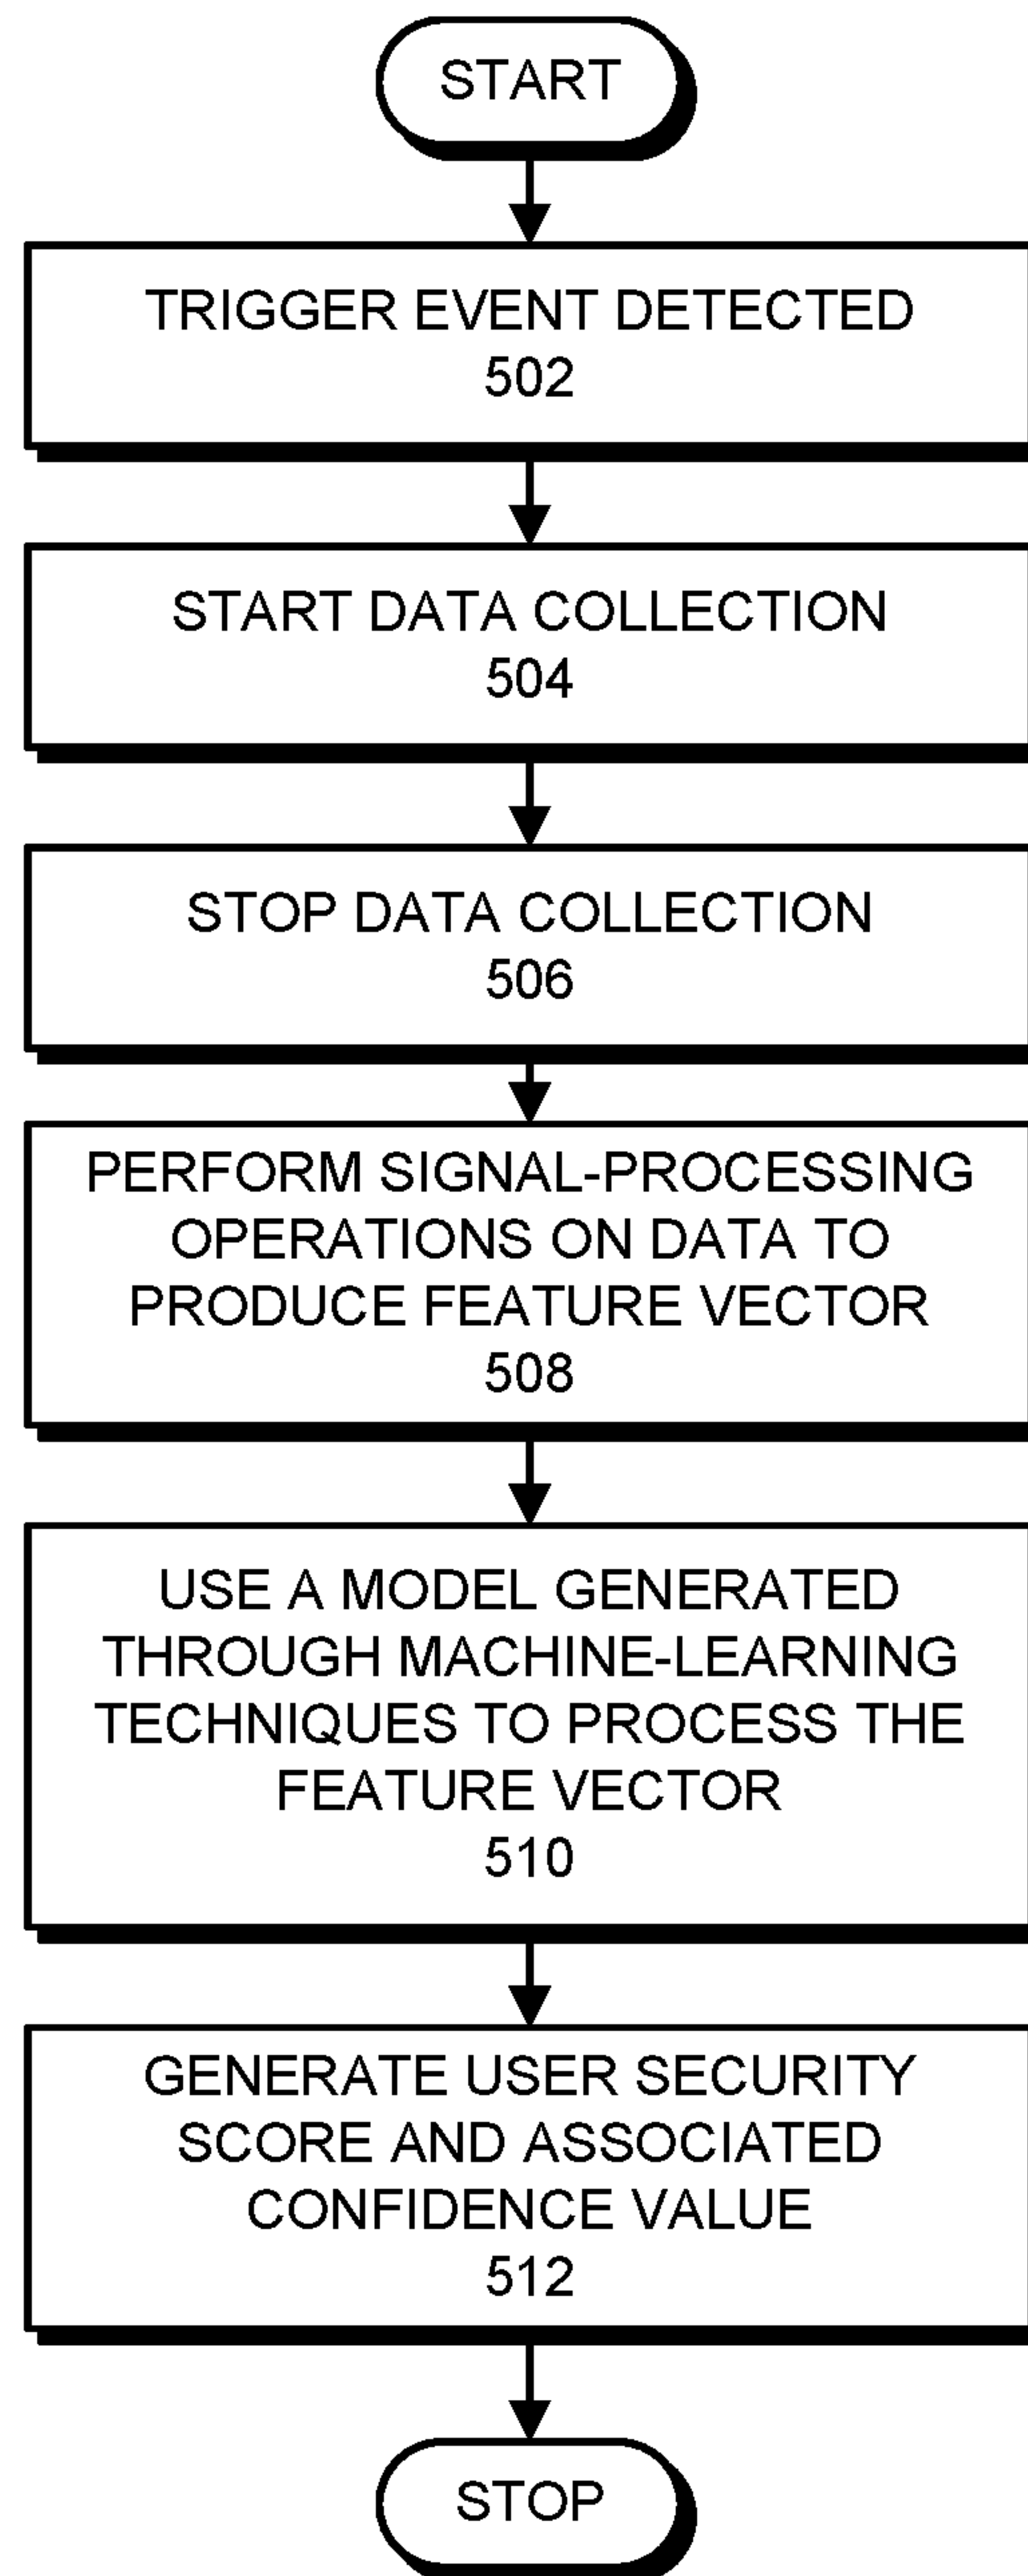 START
TRIGGER EVENT DETECTED
502
START DATA COLLECTION
504
STOP DATA COLLECTION
506
PERFORM SIGNAL-PROCESSING
OPERATIONS ON DATA TO
PRODUCE FEATURE VECTOR
508
USE A MODEL GENERATED
THROUGH MACHINE-LEARNING
TECHNIQUES TO PROCESS THE
FEATURE VECTOR
510
GENERATE USER SECURITY
SCORE AND ASSOCIATED
CONFIDENCE VALUE
512
STOP